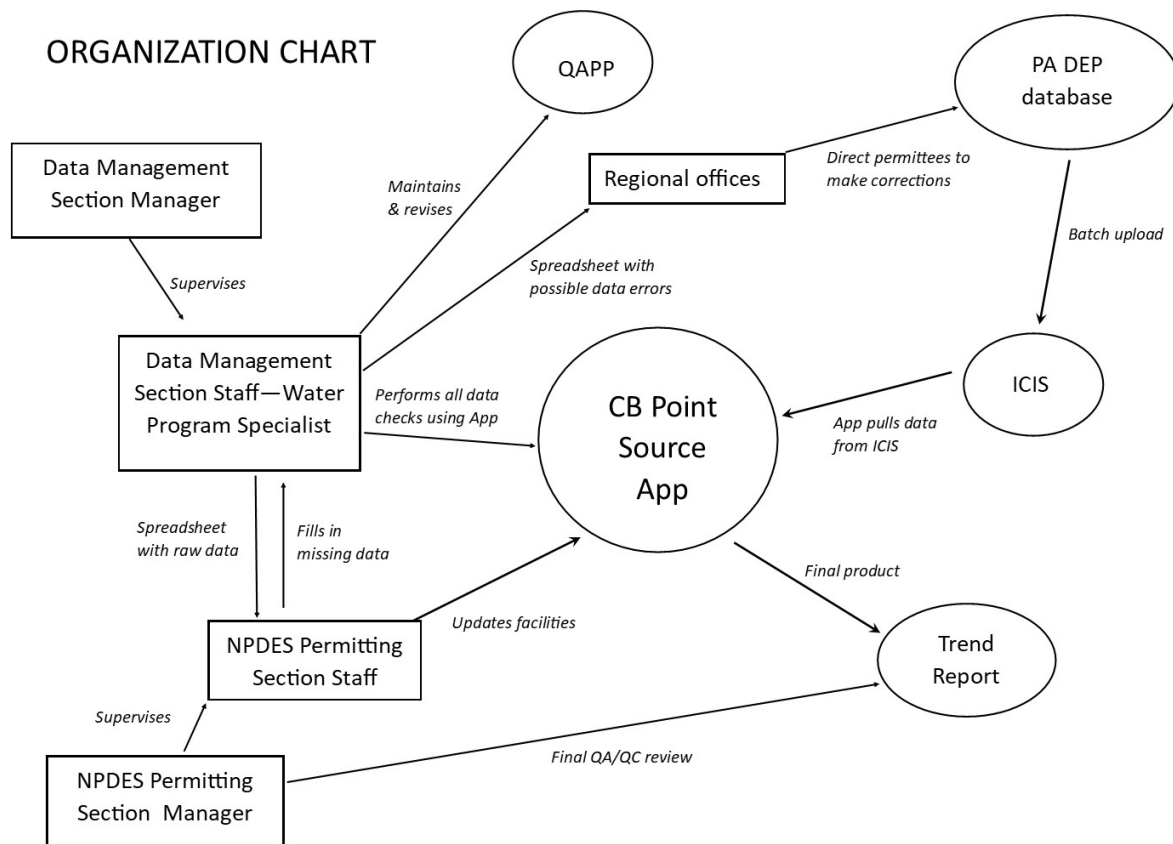 ORGANIZATION CHART
QAPP
PA DEP
database
Data Management
Section Manager
Regional offices
Direct permittees to
make corrections
Maintains
& revises
Batch upload
Supervises
Spreadsheet with
possible data errors
Data Management
Section Staff—Water
Program Specialist
Performs all data
checks using App
CB Point
Source
App
ICIS
App pulls data
from ICIS
Spreadsheet
with raw data
Fills in
missing data
Final product
Updates facilities
NPDES Permitting
Section Staff
Trend
Report
Supervises
Final QA/QC review
NPDES Permitting
Section Manager